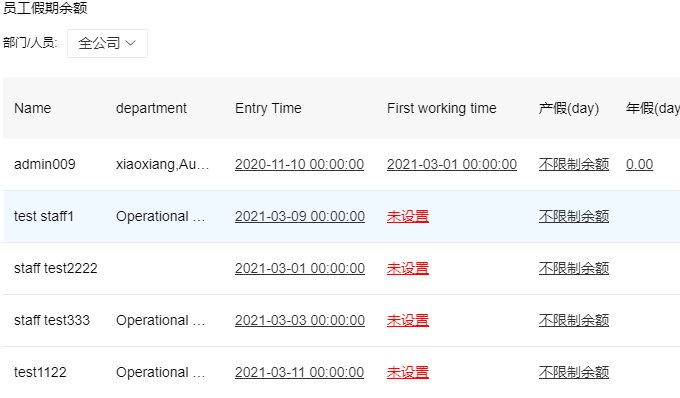 员工假期余额
部门/人员: 全公司
Name department Entry Time First working time 产假(day) 年假(day
admin009 xiaoxiang,Au... 2020-11-10 00:00:00 2021-03-01 00:00:00 不限制余额 0.00
test staff1 Operational ... 2021-03-09 00:00:00 未设置 不限制余额
staff test2222 2021-03-01 00:00:00 未设置 不限制余额
staff test333 Operational ... 2021-03-03 00:00:00 未设置 不限制余额
test1122 Operational ... 2021-03-11 00:00:00 未设置 不限制余额